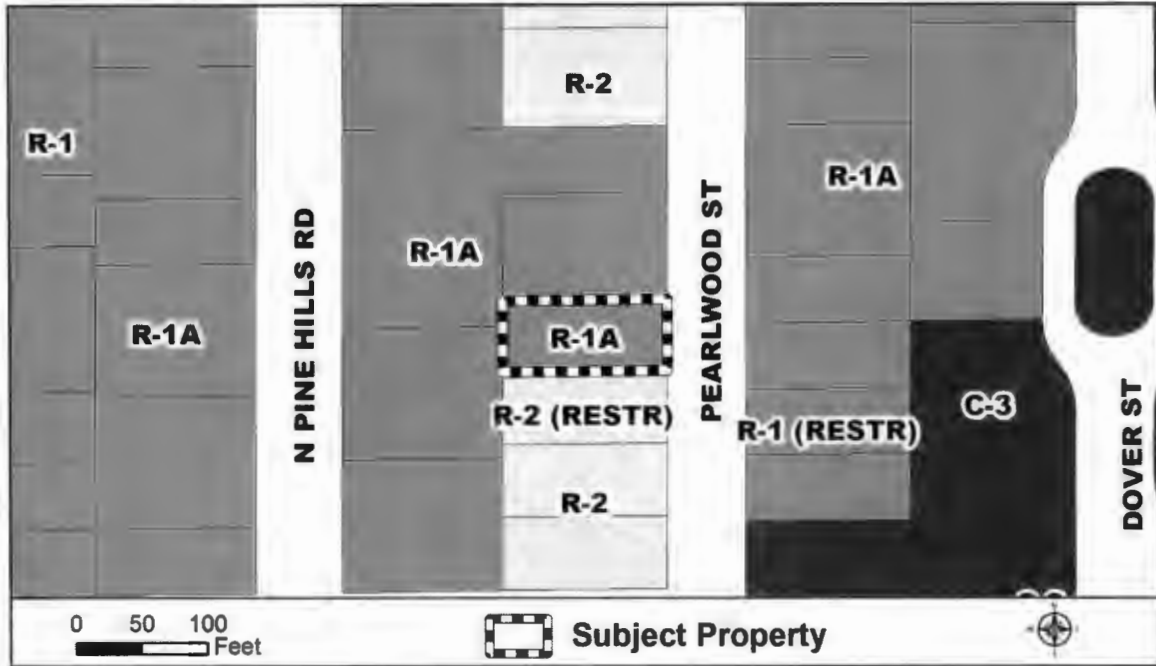 R-2
R-1
R-1A
R-1A
R-1A
R-1A
N PINE HILLS RD
PEARLWOOD ST
DOVER ST
R-2 (RESTR)
R-1 (RESTR)
C-3
R-2
0 50 100
Feet
Subject Property